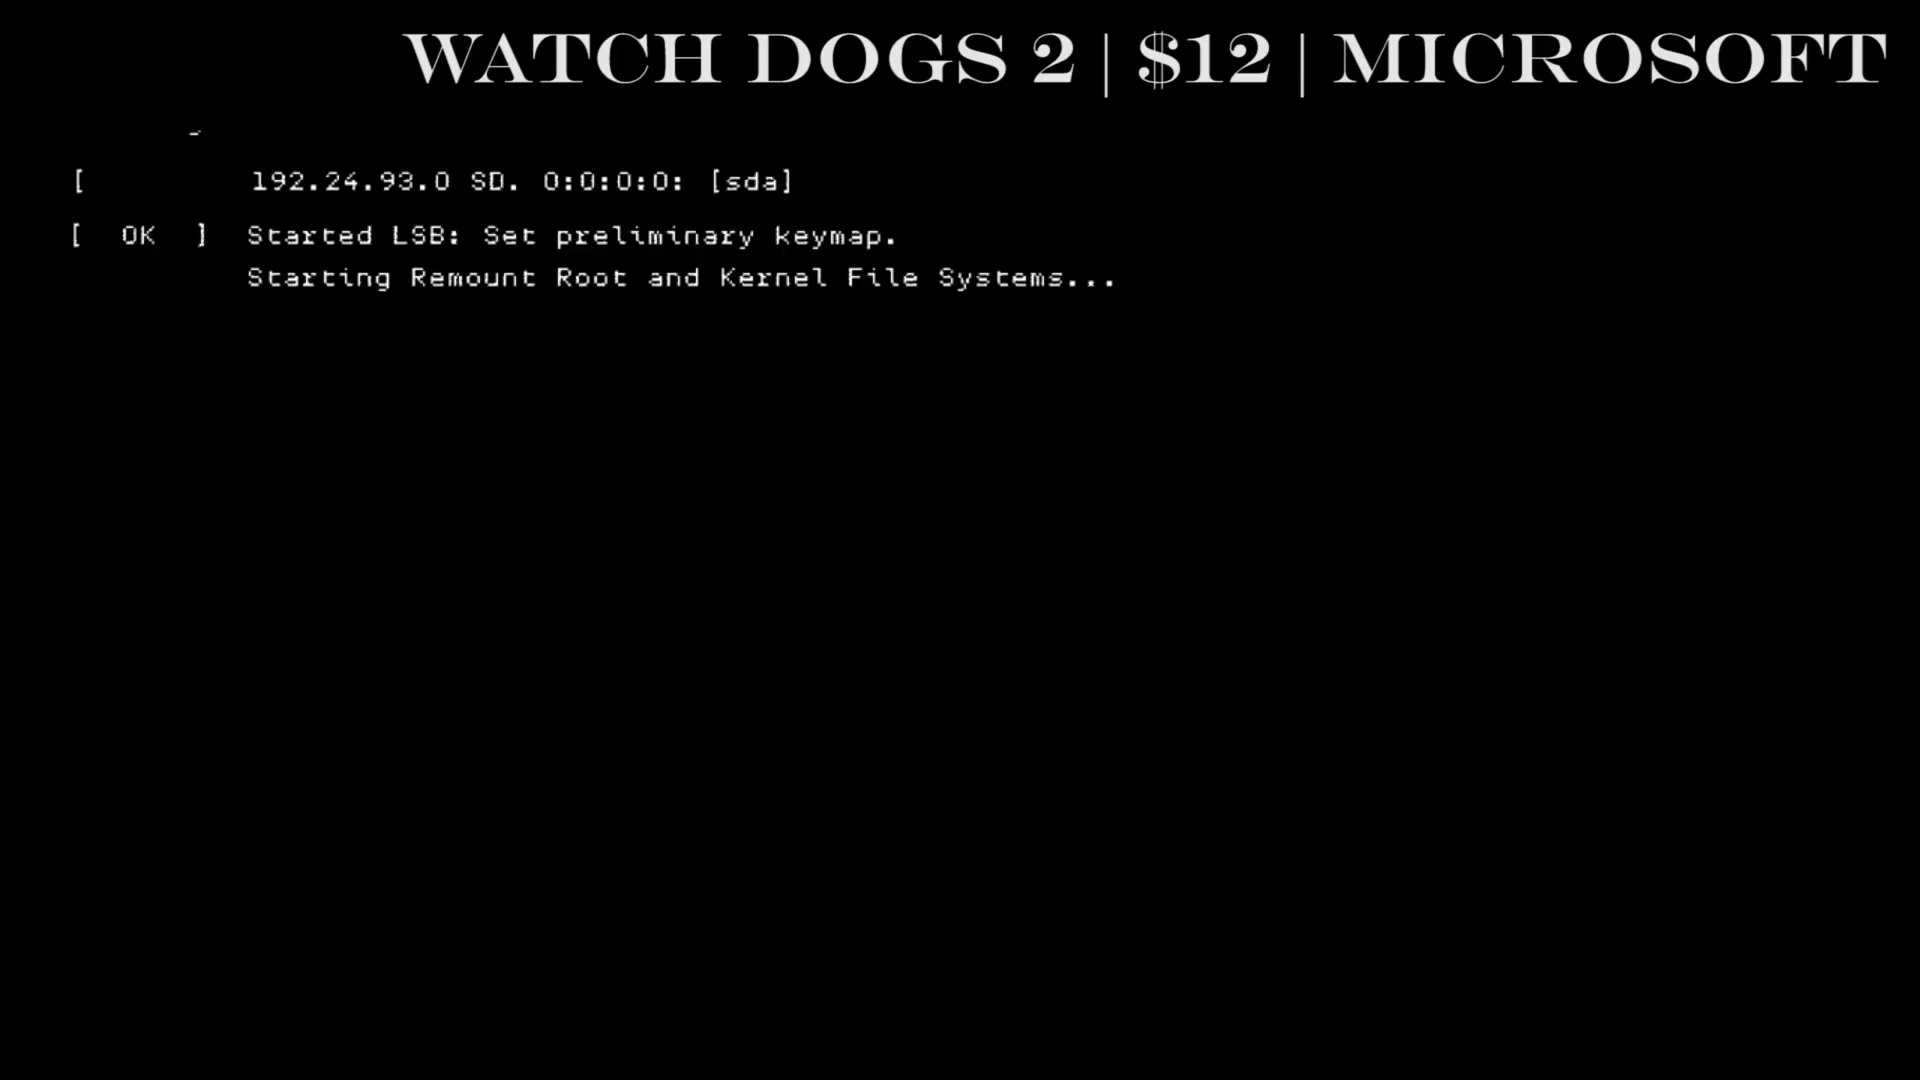 WATCH DOGS 2 | $12 | MICROSOFT
[ 192.24.93.0 SD. 0:0:0:0: [sda]
[ OK ] Started LSB: Set preliminary keymap.
Starting Remount Root and Kernel File Systems...